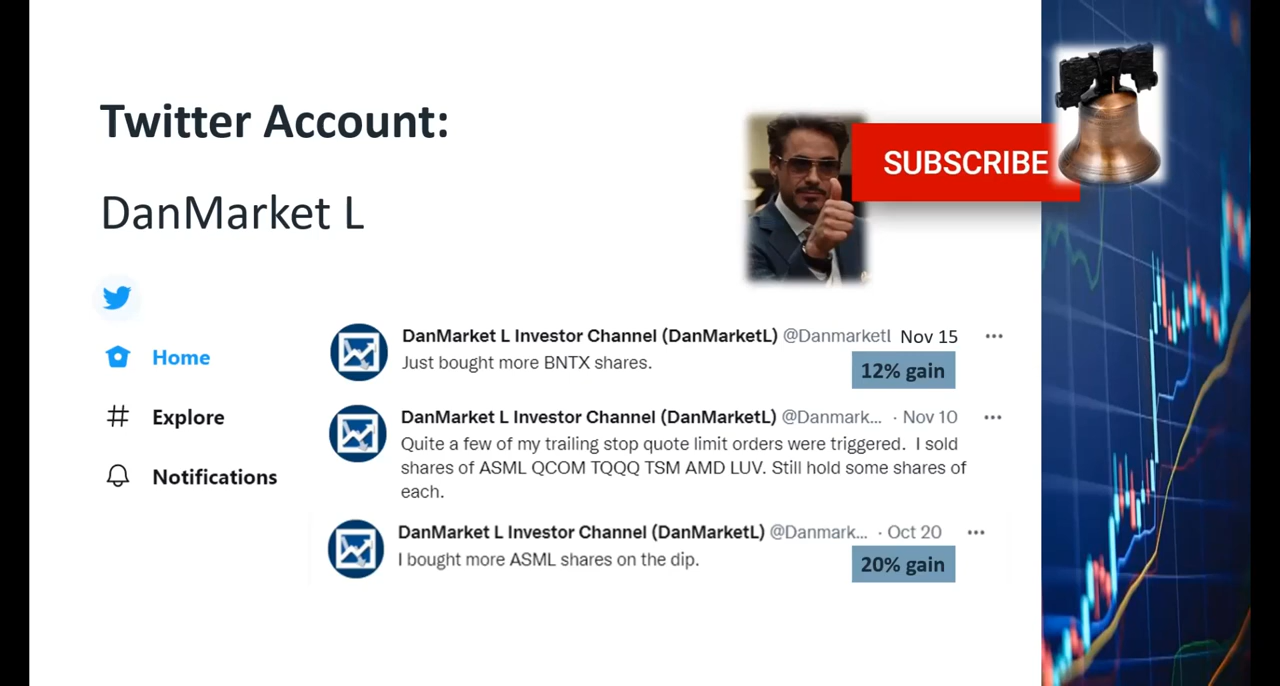 Twitter Account:
SUBSCRIBE
DanMarket L
Home
Explore
Notifications
DanMarket L Investor Channel (DanMarketL) @Danmarketl Nov 15 ···
Just bought more BNTX shares.
12% gain
DanMarket L Investor Channel (DanMarketL) @Danmark... · Nov 10 ···
Quite a few of my trailing stop quote limit orders were triggered. I sold
shares of ASML QCOM TQQQ TSM AMD LUV. Still hold some shares of
each.
DanMarket L Investor Channel (DanMarketL) @Danmark... · Oct 20 ···
I bought more ASML shares on the dip.
20% gain